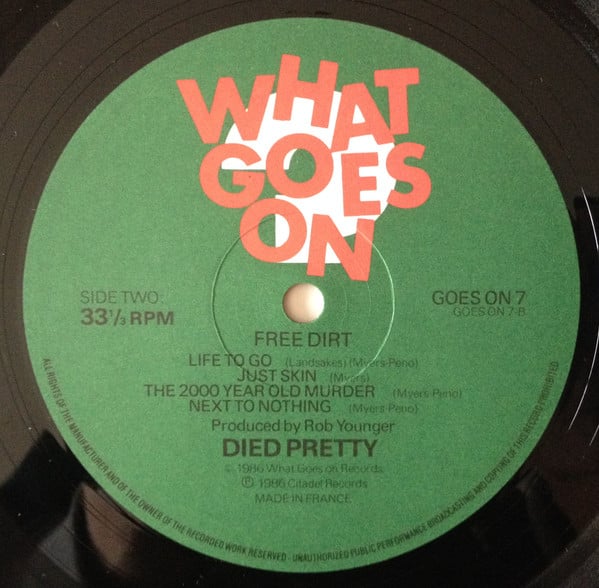 WHAT
GOES
ON
SIDE TWO:
33 1/3 RPM
GOES ON 7
GOES ON 7-B
FREE DIRT
LIFE TO GO (Landsakes) (Myers-Peno)
JUST SKIN (Myers)
THE 2000 YEAR OLD MURDER (Myers-Peno)
NEXT TO NOTHING (Myers-Peno)
Produced by Rob Younger
DIED PRETTY
© 1986 What Goes on Records
℗ 1986 Citadel Records
MADE IN FRANCE
ALL RIGHTS OF THE MANUFACTURER AND OF THE OWNER OF THE RECORDED WORK RESERVED - UNAUTHORIZED PUBLIC PERFORMANCE BROADCASTING AND COPYING OF THIS RECORD PROHIBITED